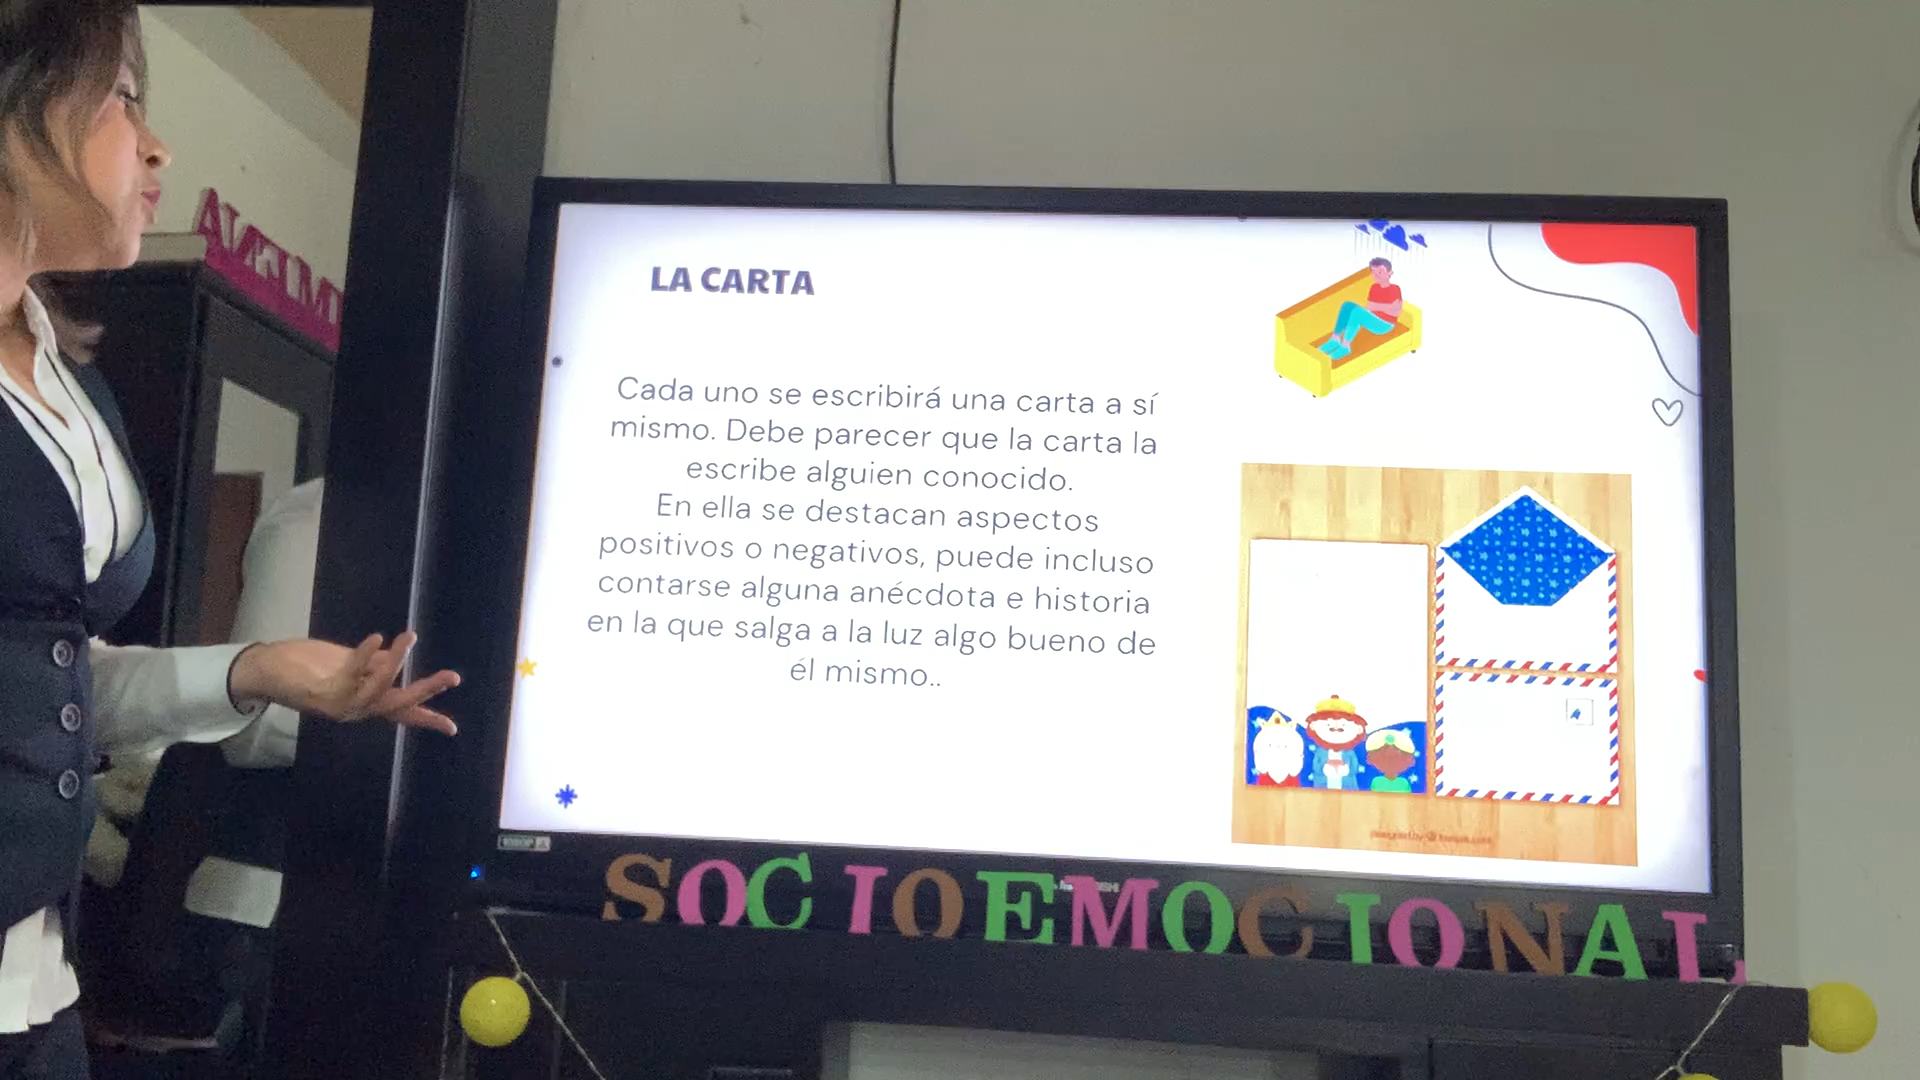 LA CARTA
Cada uno se escribirá una carta a sí
mismo. Debe parecer que la carta la
escribe alguien conocido.
En ella se destacan aspectos
positivos o negativos, puede incluso
contarse alguna anécdota e historia
en la que salga a la luz algo bueno de
él mismo..
SOCIOEMOCIONAL